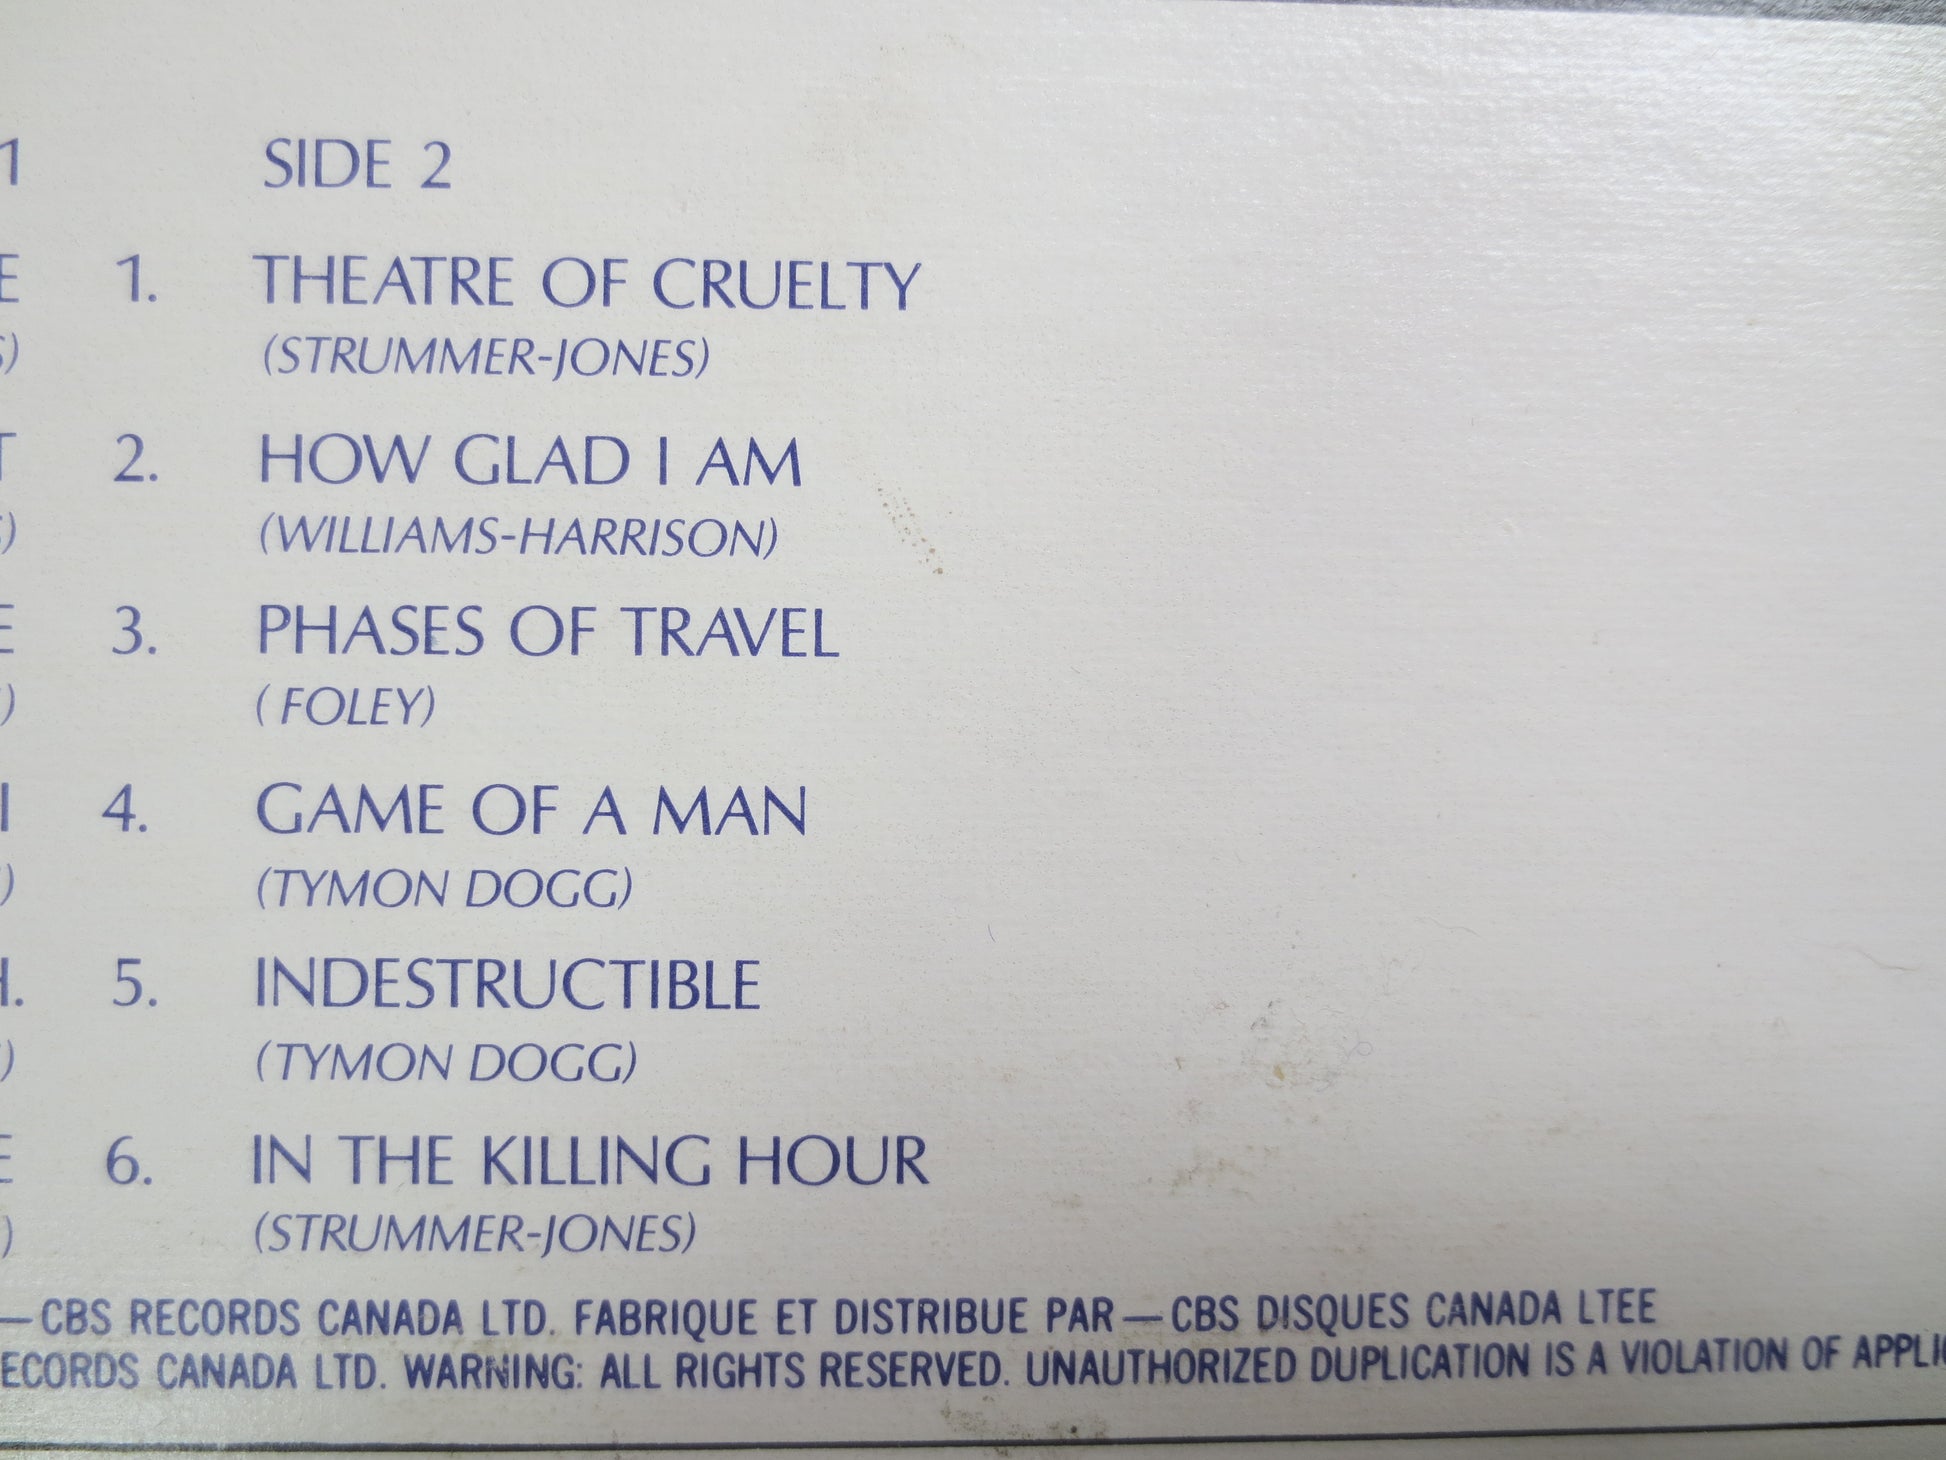 1 SIDE 2
E 1. THEATRE OF CRUELTY
S) (STRUMMER-JONES)
T 2. HOW GLAD I AM
S) (WILLIAMS-HARRISON)
E 3. PHASES OF TRAVEL
) ( FOLEY)
I 4. GAME OF A MAN
) (TYMON DOGG)
H. 5. INDESTRUCTIBLE
) (TYMON DOGG)
E 6. IN THE KILLING HOUR
) (STRUMMER-JONES)
—CBS RECORDS CANADA LTD. FABRIQUE ET DISTRIBUE PAR—CBS DISQUES CANADA LTEE
ECORDS CANADA LTD. WARNING: ALL RIGHTS RESERVED. UNAUTHORIZED DUPLICATION IS A VIOLATION OF APPLIC